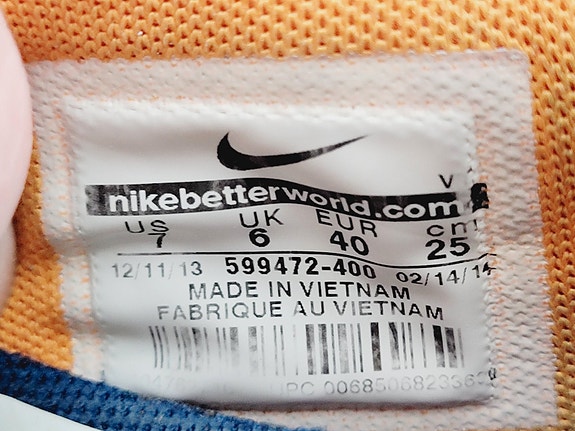 V
nikebetterworld.com
US UK EUR cm
7 6 40 25
12/11/13 599472-400 02/14/14
MADE IN VIETNAM
FABRIQUE AU VIETNAM
UPC